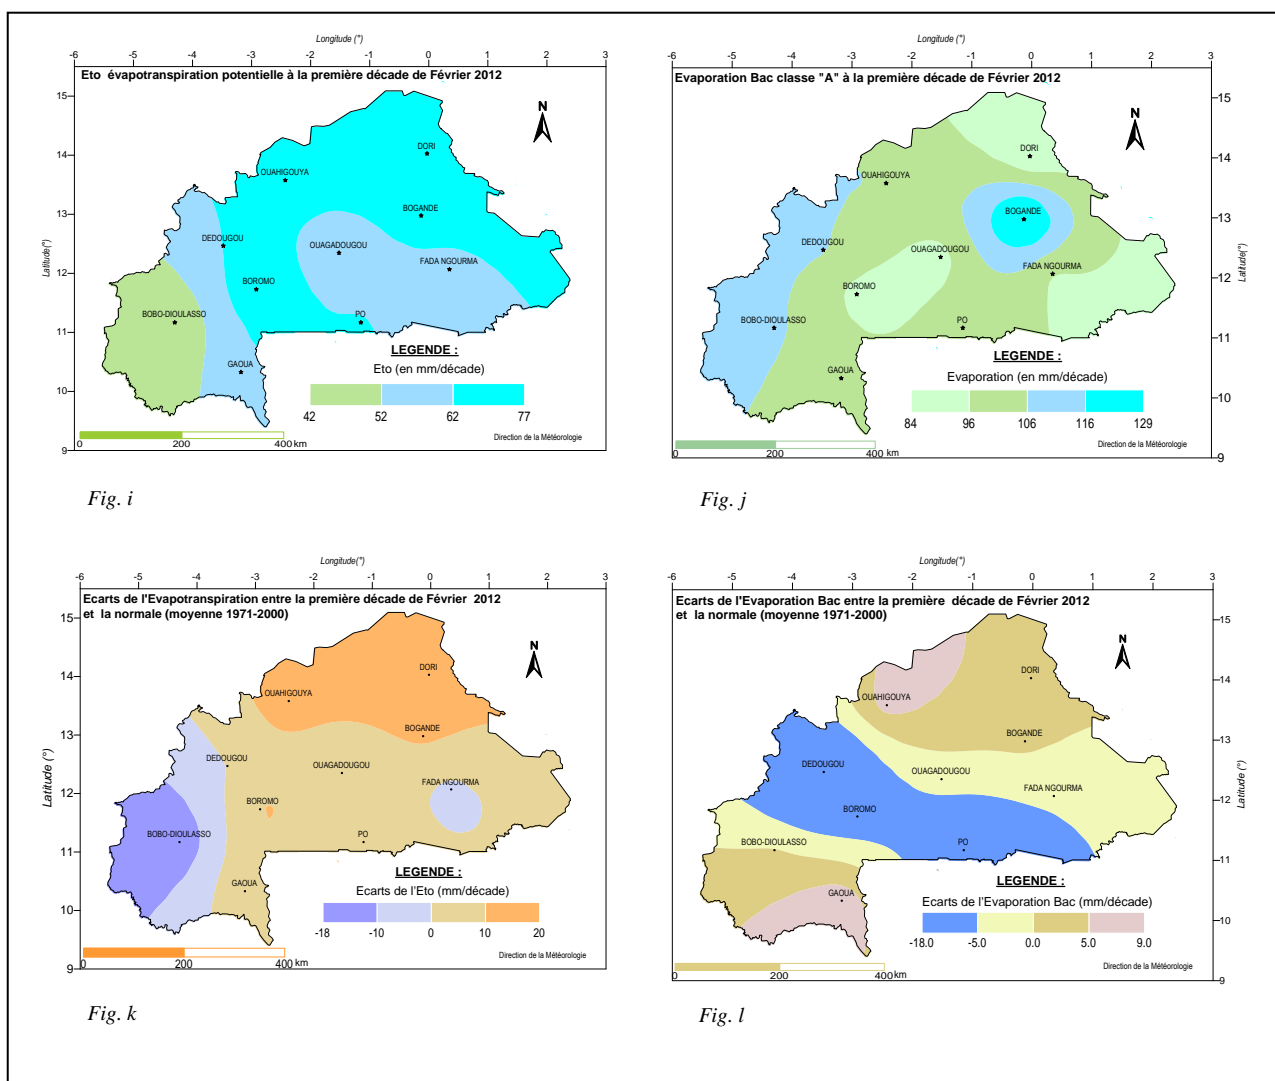 Longitude (°)
-6 -5 -4 -3 -2 -1 0 1 2 3
Eto évapotranspiration potentielle à la première décade de Février 2012
15
14
13
12
11
10
9
Latitude(°)
N
DORI
OUAHIGOUYA
BOGANDE
DEDOUGOU
OUAGADOUGOU
FADA NGOURMA
BOROMO
BOBO-DIOULASSO
PO
GAOUA
LEGENDE :
Eto (en mm/décade)
42 52 62 77
0 200 400 km
Direction de la Météorologie
Fig. i
Longitude (°)
-6 -5 -4 -3 -2 -1 0 1 2 3
Evaporation Bac classe "A" à la première décade de Février 2012
15
14
13
12
11
10
9
Latitude(°)
N
DORI
OUAHIGOUYA
BOGANDE
DEDOUGOU
OUAGADOUGOU
FADA NGOURMA
BOROMO
BOBO-DIOULASSO
PO
GAOUA
LEGENDE :
Evaporation (en mm/décade)
84 96 106 116 129
0 200 400 km
Direction de la Météorologie
Fig. j
Longitude(°)
-6 -5 -4 -3 -2 -1 0 1 2 3
Ecarts de l'Evapotranspiration entre la première décade de Février 2012
et la normale (moyenne 1971-2000)
15
14
13
12
11
10
9
Latitude (°)
N
DORI
OUAHIGOUYA
BOGANDE
DEDOUGOU
OUAGADOUGOU
FADA NGOURMA
BOROMO
BOBO-DIOULASSO
PO
GAOUA
LEGENDE :
Ecarts de l'Eto (mm/décade)
-18 -10 0 10 20
0 200 400 km
Direction de la Météorologie
Fig. k
Longitude(°)
-6 -5 -4 -3 -2 -1 0 1 2 3
Ecarts de l'Evaporation Bac entre la première décade de Février 2012
et la normale (moyenne 1971-2000)
15
14
13
12
11
10
9
Latitude(°)
N
DORI
OUAHIGOUYA
BOGANDE
DEDOUGOU
OUAGADOUGOU
FADA NGOURMA
BOROMO
BOBO-DIOULASSO
PO
GAOUA
LEGENDE :
Ecarts de l'Evaporation Bac (mm/décade)
-18.0 -5.0 0.0 5.0 9.0
0 200 400 km
Direction de la Météorologie
Fig. l